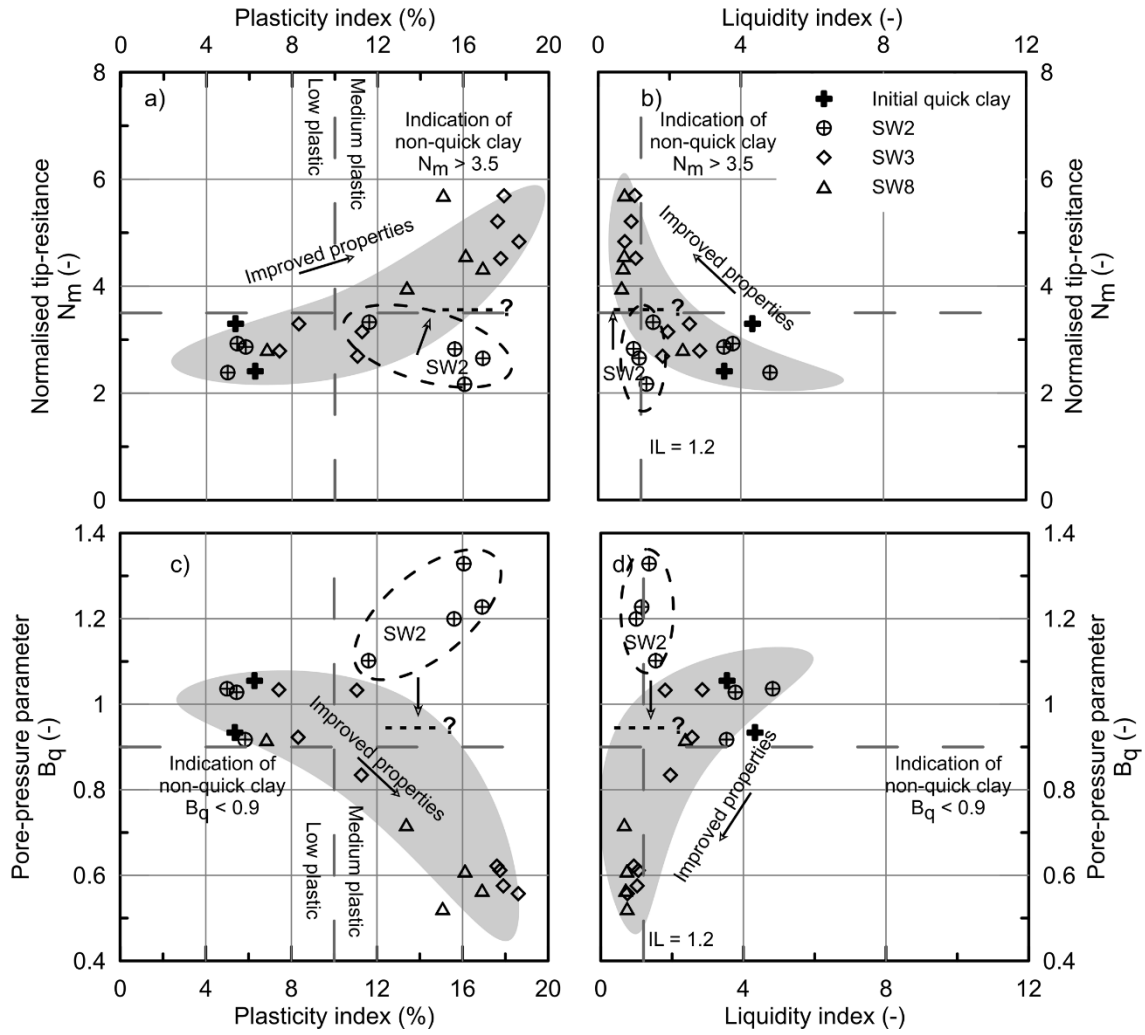 Plasticity index (%)
Liquidity index (-)
0 4 8 12 16 20
0 4 8 12
8
6
4
2
0
Normalised tip-resitance
Nm (-)
a)
Low plastic
Medium plastic
Indication of
non-quick clay
Nm > 3.5
Improved properties
?
SW2
b)
Indication of
non-quick clay
Nm > 3.5
Initial quick clay
SW2
SW3
SW8
Improved properties
?
SW2
IL = 1.2
8
6
4
2
0
Normalised tip-resitance
Nm (-)
1.4
1.2
1
0.8
0.6
0.4
Pore-pressure parameter
Bq (-)
c)
SW2
?
Improved properties
Indication of
non-quick clay
Bq < 0.9
Low plastic
Medium plastic
d)
SW2
?
Improved properties
Indication of
non-quick clay
Bq < 0.9
IL = 1.2
1.4
1.2
1
0.8
0.6
0.4
Pore-pressure parameter
Bq (-)
0 4 8 12 16 20
0 4 8 12
Plasticity index (%)
Liquidity index (-)